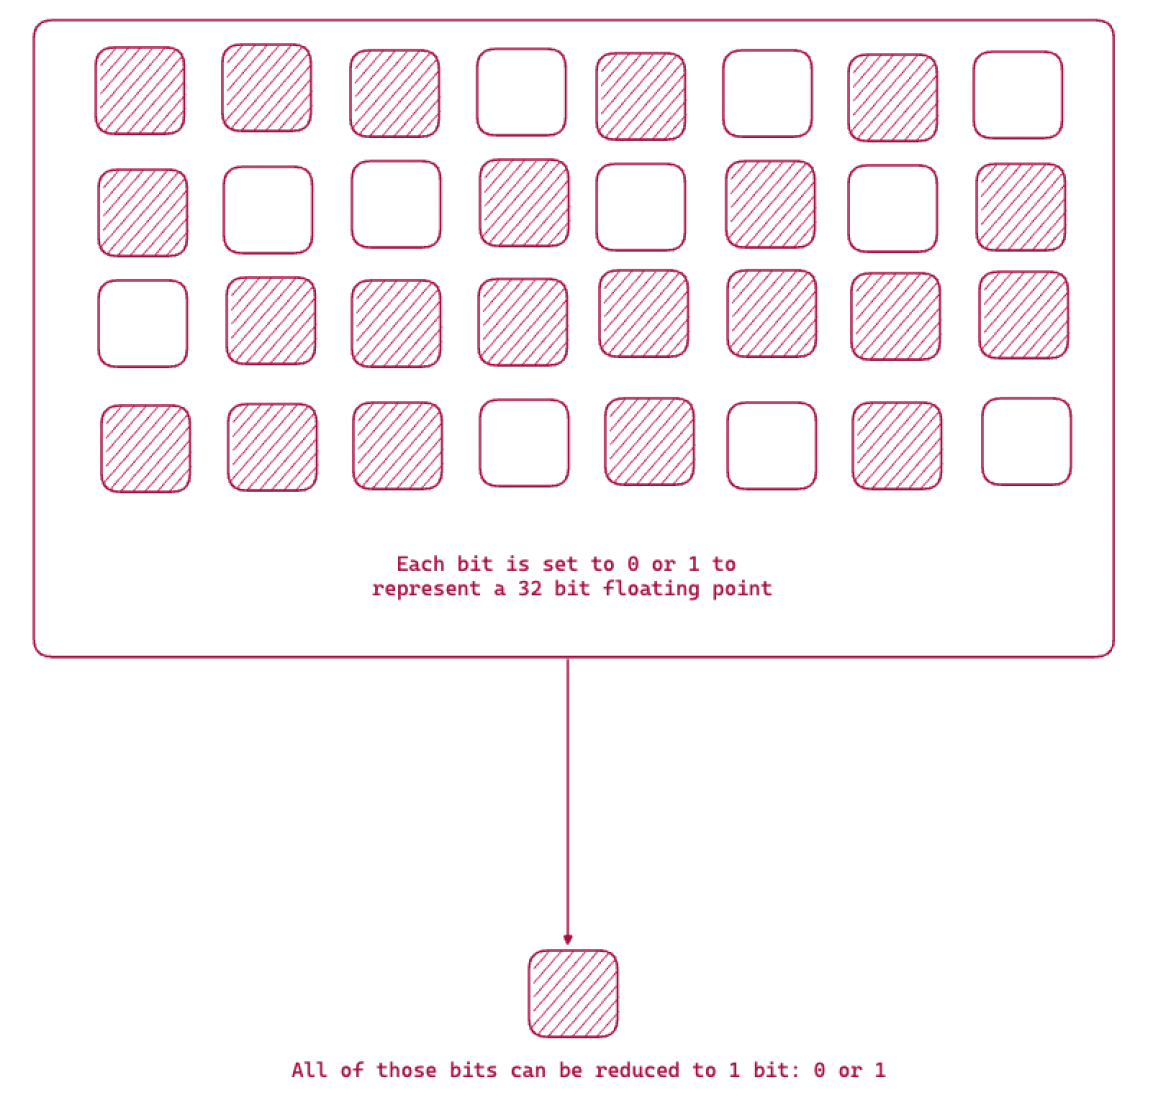 Each bit is set to 0 or 1 to
represent a 32 bit floating point
All of those bits can be reduced to 1 bit: 0 or 1